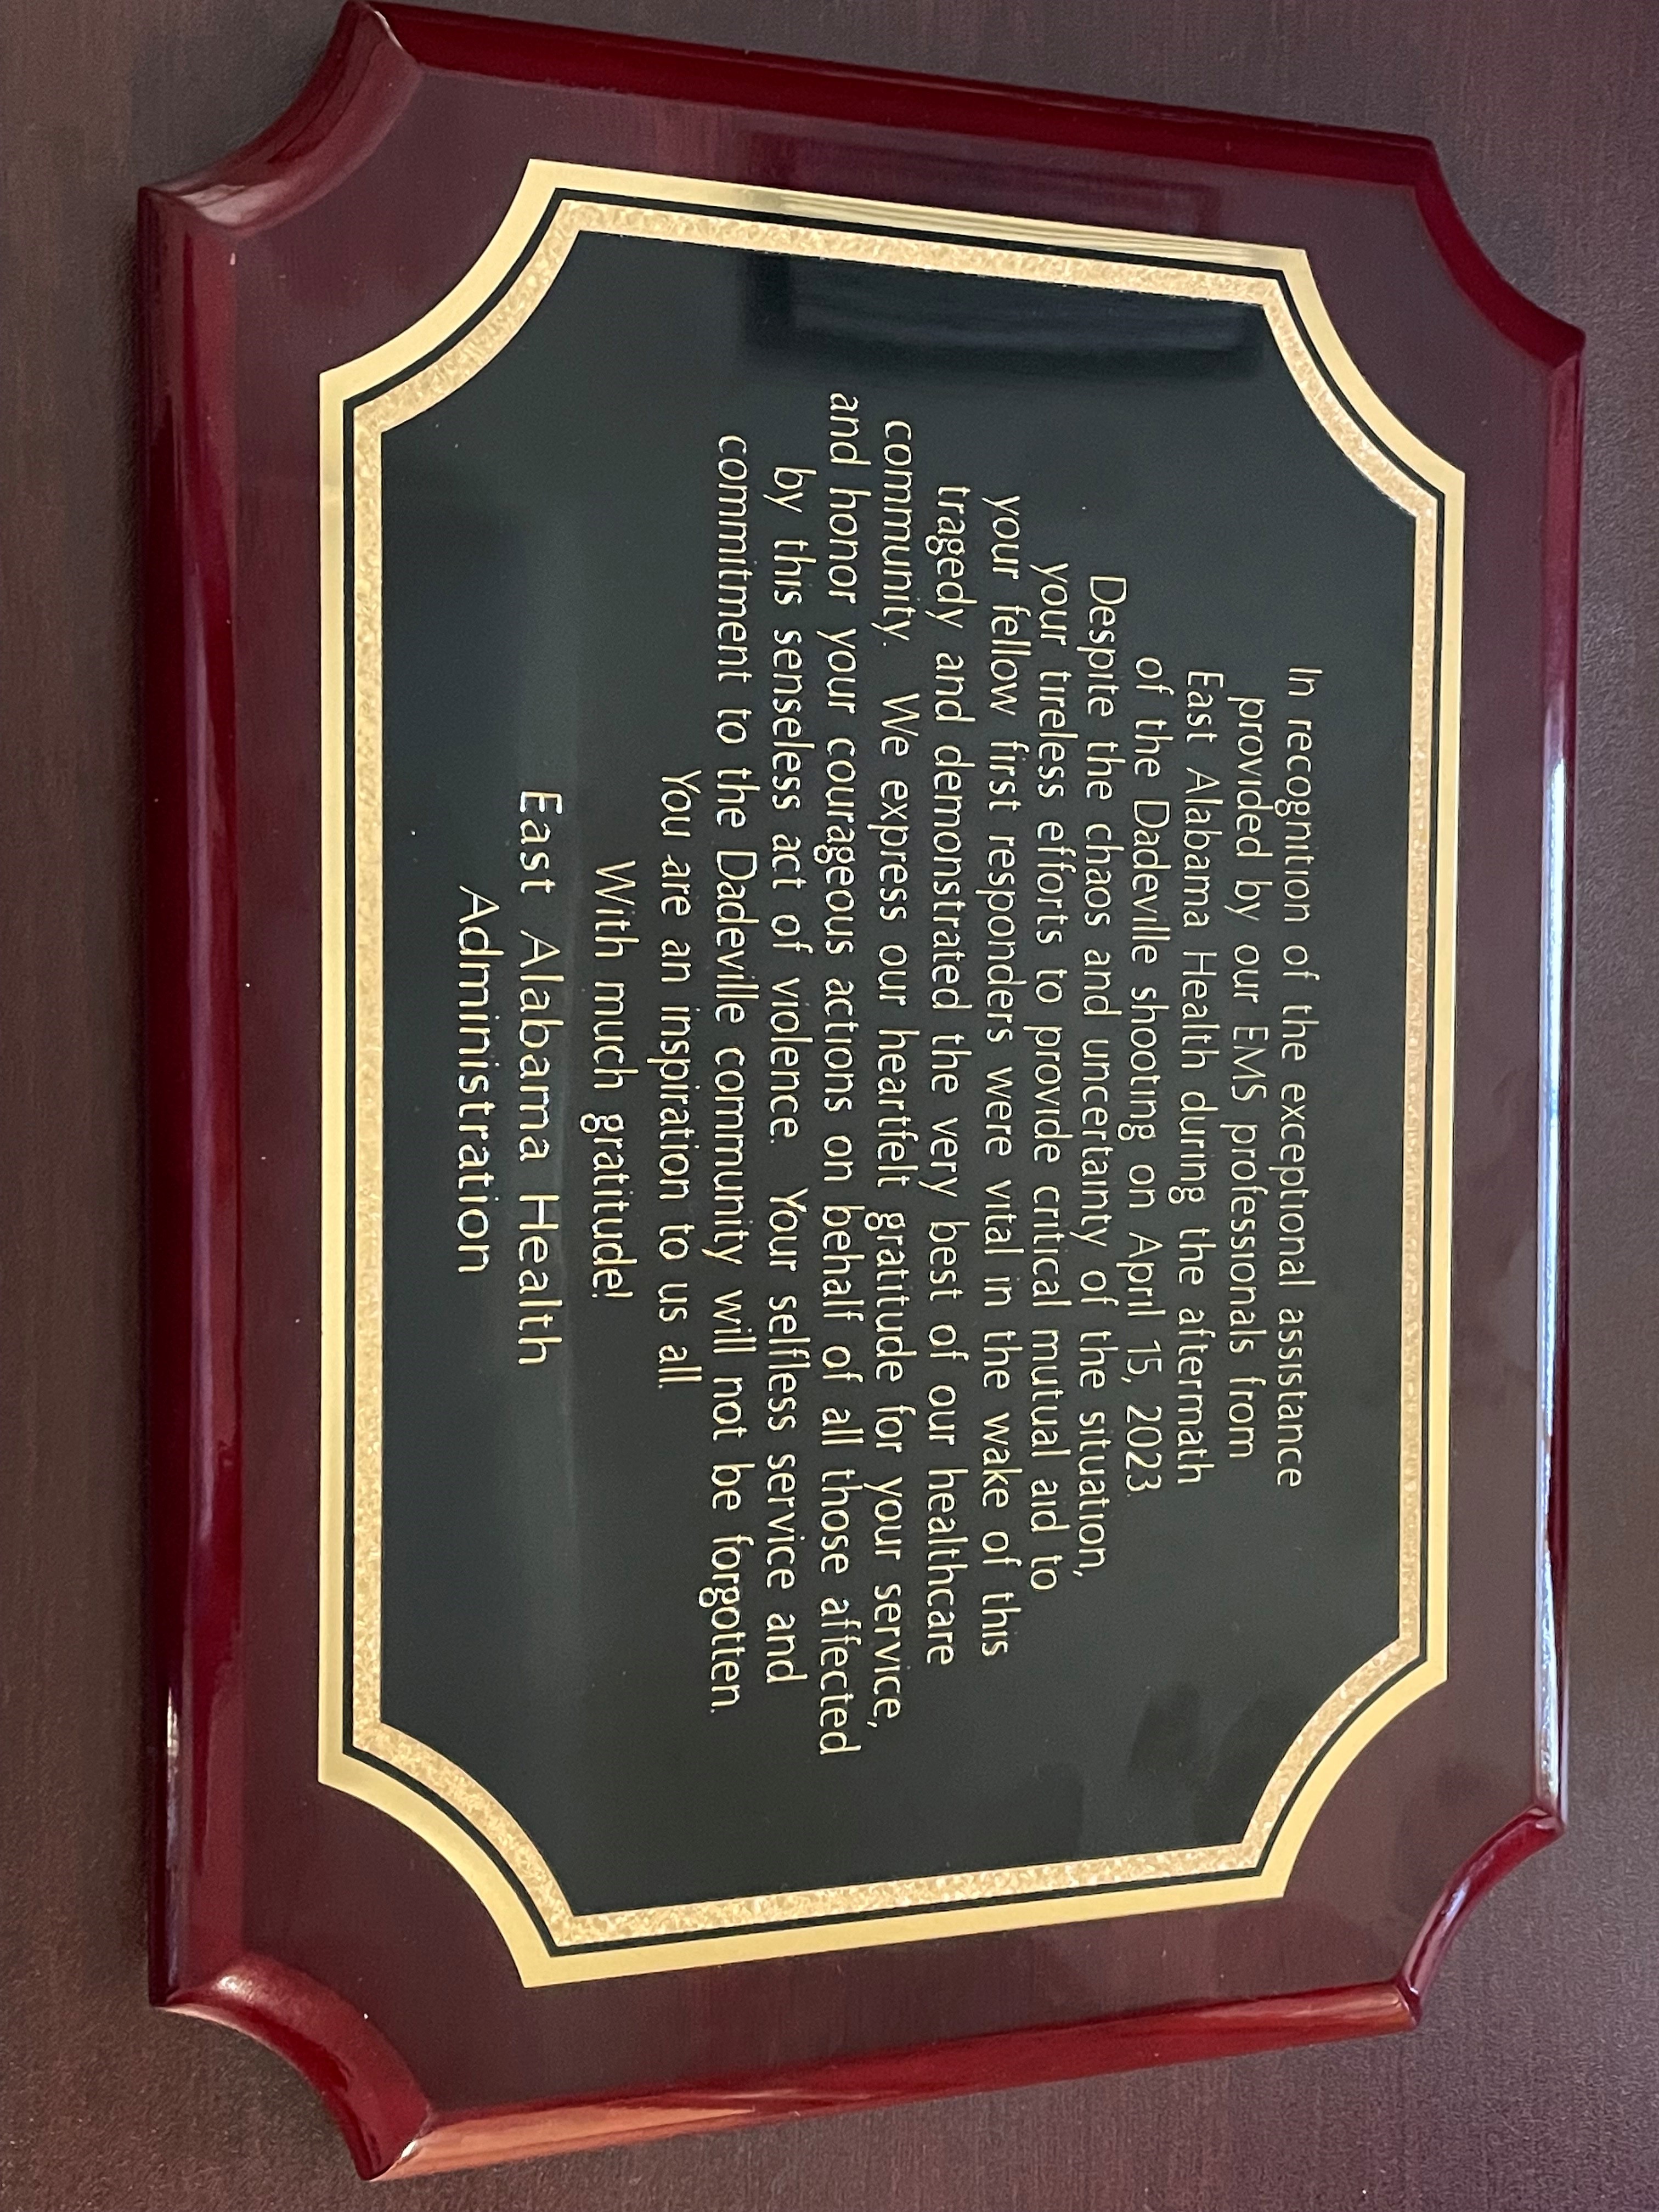 In recognition of the exceptional assistance
provided by our EMS professionals from
East Alabama Health during the aftermath
of the Dadeville shooting on April 15, 2023.
Despite the chaos and uncertainty of the situation,
your tireless efforts to provide critical mutual aid to
your fellow first responders were vital in the wake of this
tragedy and demonstrated the very best of our healthcare
community. We express our heartfelt gratitude for your service,
and honor your courageous actions on behalf of all those affected
by this senseless act of violence. Your selfless service and
commitment to the Dadeville community will not be forgotten.
You are an inspiration to us all.
With much gratitude!
East Alabama Health
Administration